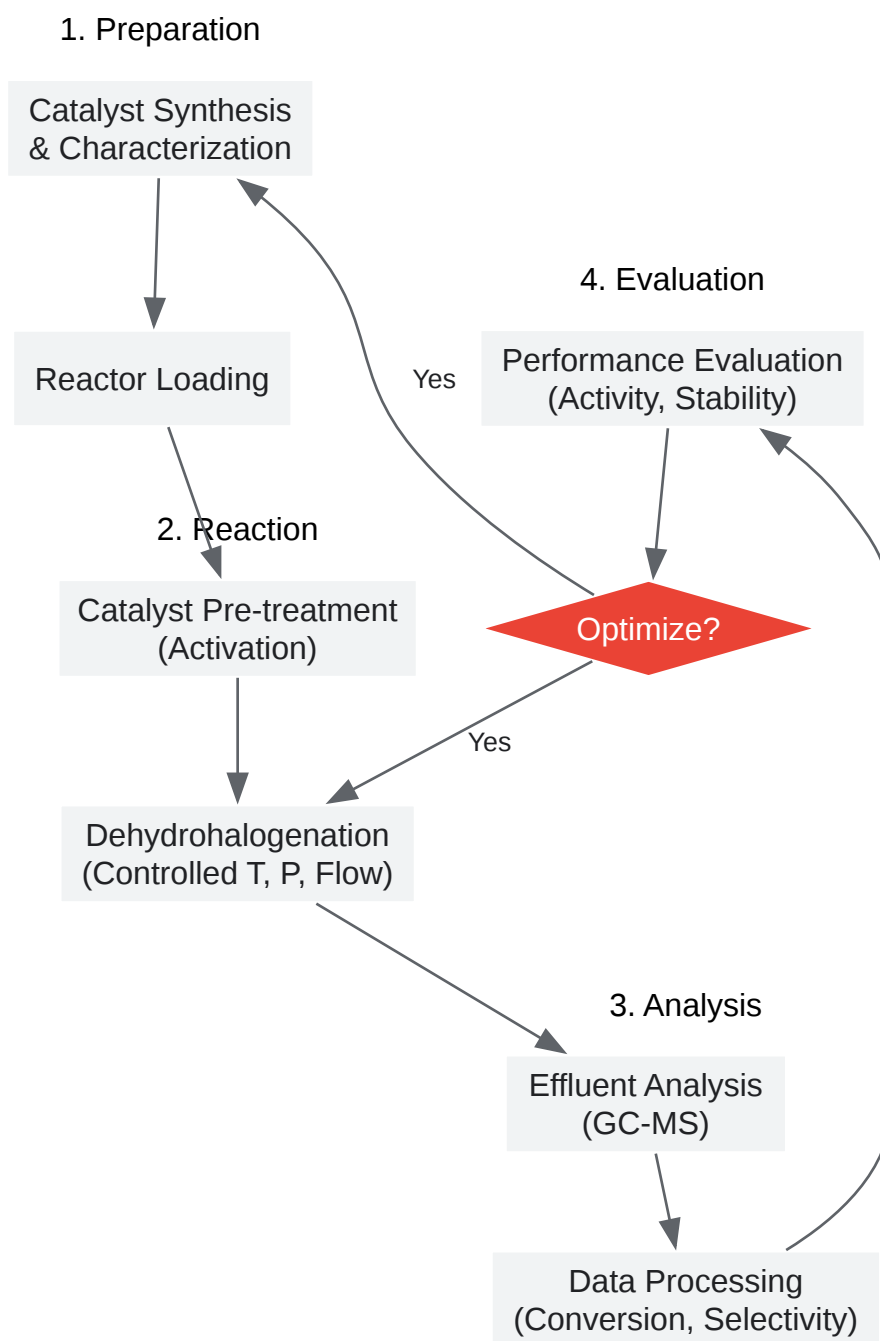 1. Preparation
Catalyst Synthesis
& Characterization
Reactor Loading
2. Reaction
Catalyst Pre-treatment
(Activation)
Dehydrohalogenation
(Controlled T, P, Flow)
3. Analysis
Effluent Analysis
(GC-MS)
Data Processing
(Conversion, Selectivity)
4. Evaluation
Performance Evaluation
(Activity, Stability)
Optimize?
Yes
Yes